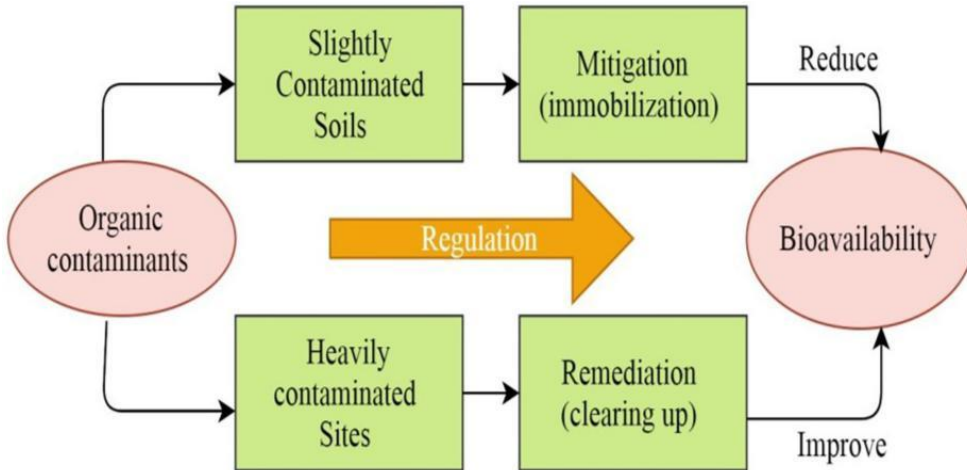 Slightly
Contaminated
Soils
Mitigation
(immobilization)
Reduce
Organic
contaminants
Regulation
Bioavailability
Heavily
contaminated
Sites
Remediation
(clearing up)
Improve